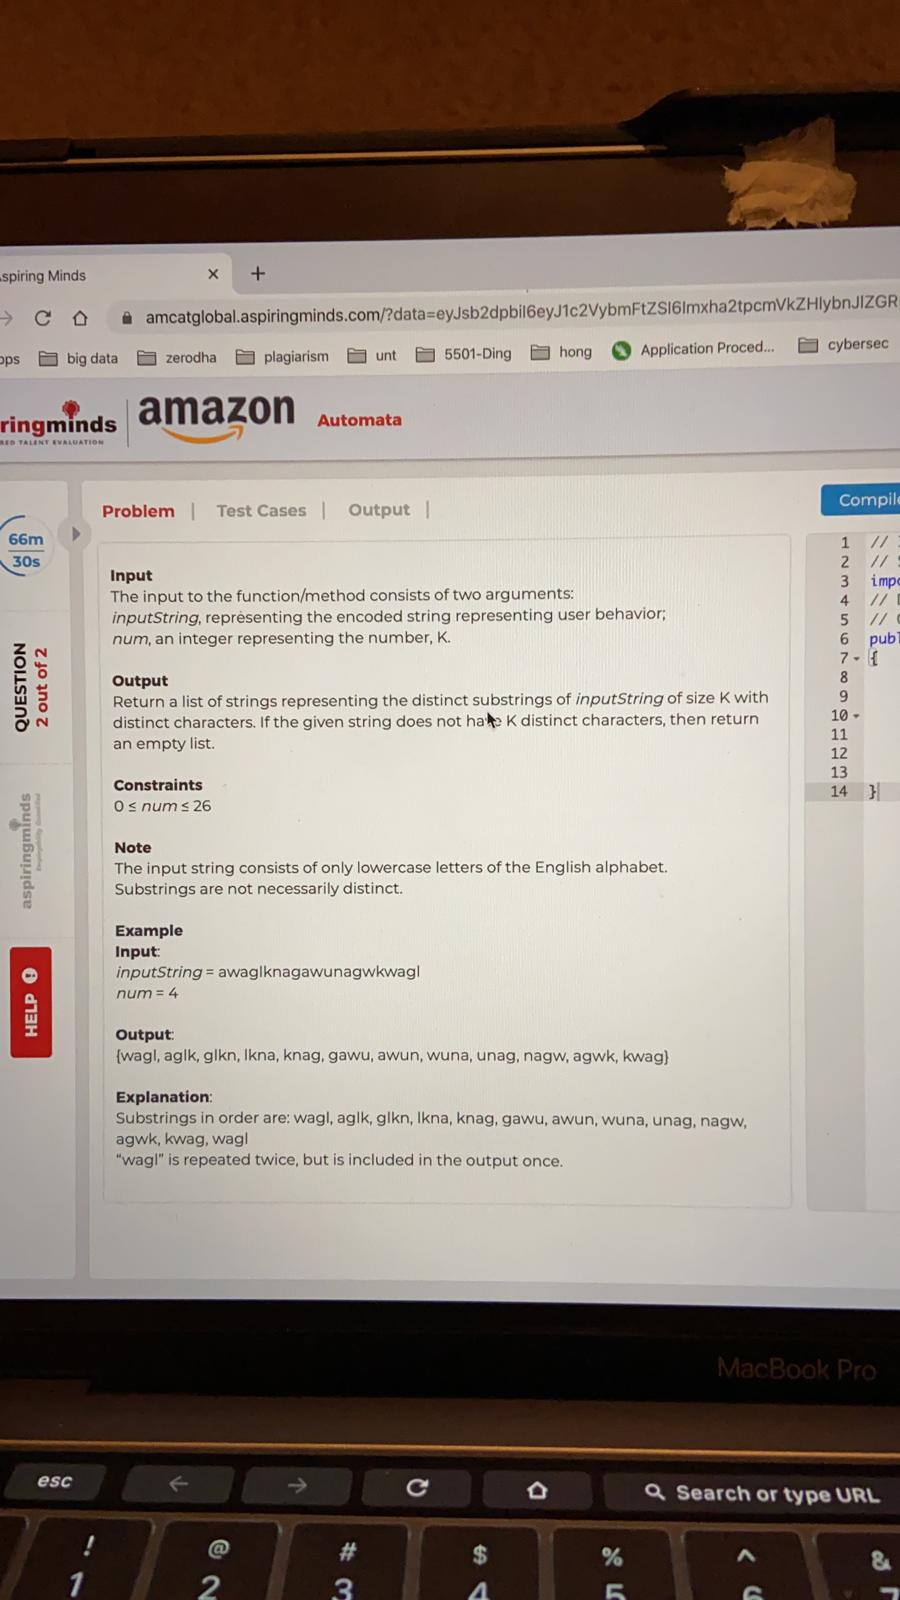 spiring Minds × +
amcatglobal.aspiringminds.com/?data=eyJsb2dpbil6eyJ1c2VybmFtZSI6Imxha2tpcmVkZHlybnJlZGR
big data zerodha plagiarism unt 5501-Ding hong Application Proced... cybersec
ringminds amazon Automata
TALENT EVALUATION
Problem | Test Cases | Output |
Compile
66m
30s
QUESTION
2 out of 2
aspiringminds
HELP
Input
The input to the function/method consists of two arguments:
inputString, representing the encoded string representing user behavior;
num, an integer representing the number, K.
Output
Return a list of strings representing the distinct substrings of inputString of size K with
distinct characters. If the given string does not have K distinct characters, then return
an empty list.
Constraints
0 ≤ num ≤ 26
Note
The input string consists of only lowercase letters of the English alphabet.
Substrings are not necessarily distinct.
Example
Input:
inputString = awaglknagawunagwkwagl
num = 4
Output:
{wagl, aglk, glkn, lkna, knag, gawu, awun, wuna, unag, nagw, agwk, kwag}
Explanation:
Substrings in order are: wagl, aglk, glkn, lkna, knag, gawu, awun, wuna, unag, nagw,
agwk, kwag, wagl
"wagl" is repeated twice, but is included in the output once.
1 //
2 //
3 impo
4 //
5 //
6 publ
7 {
8
9
10
11
12
13
14 }
MacBook Pro
esc Search or type URL
! @ # $ % ^ &
1 2 3 4 5 6 7